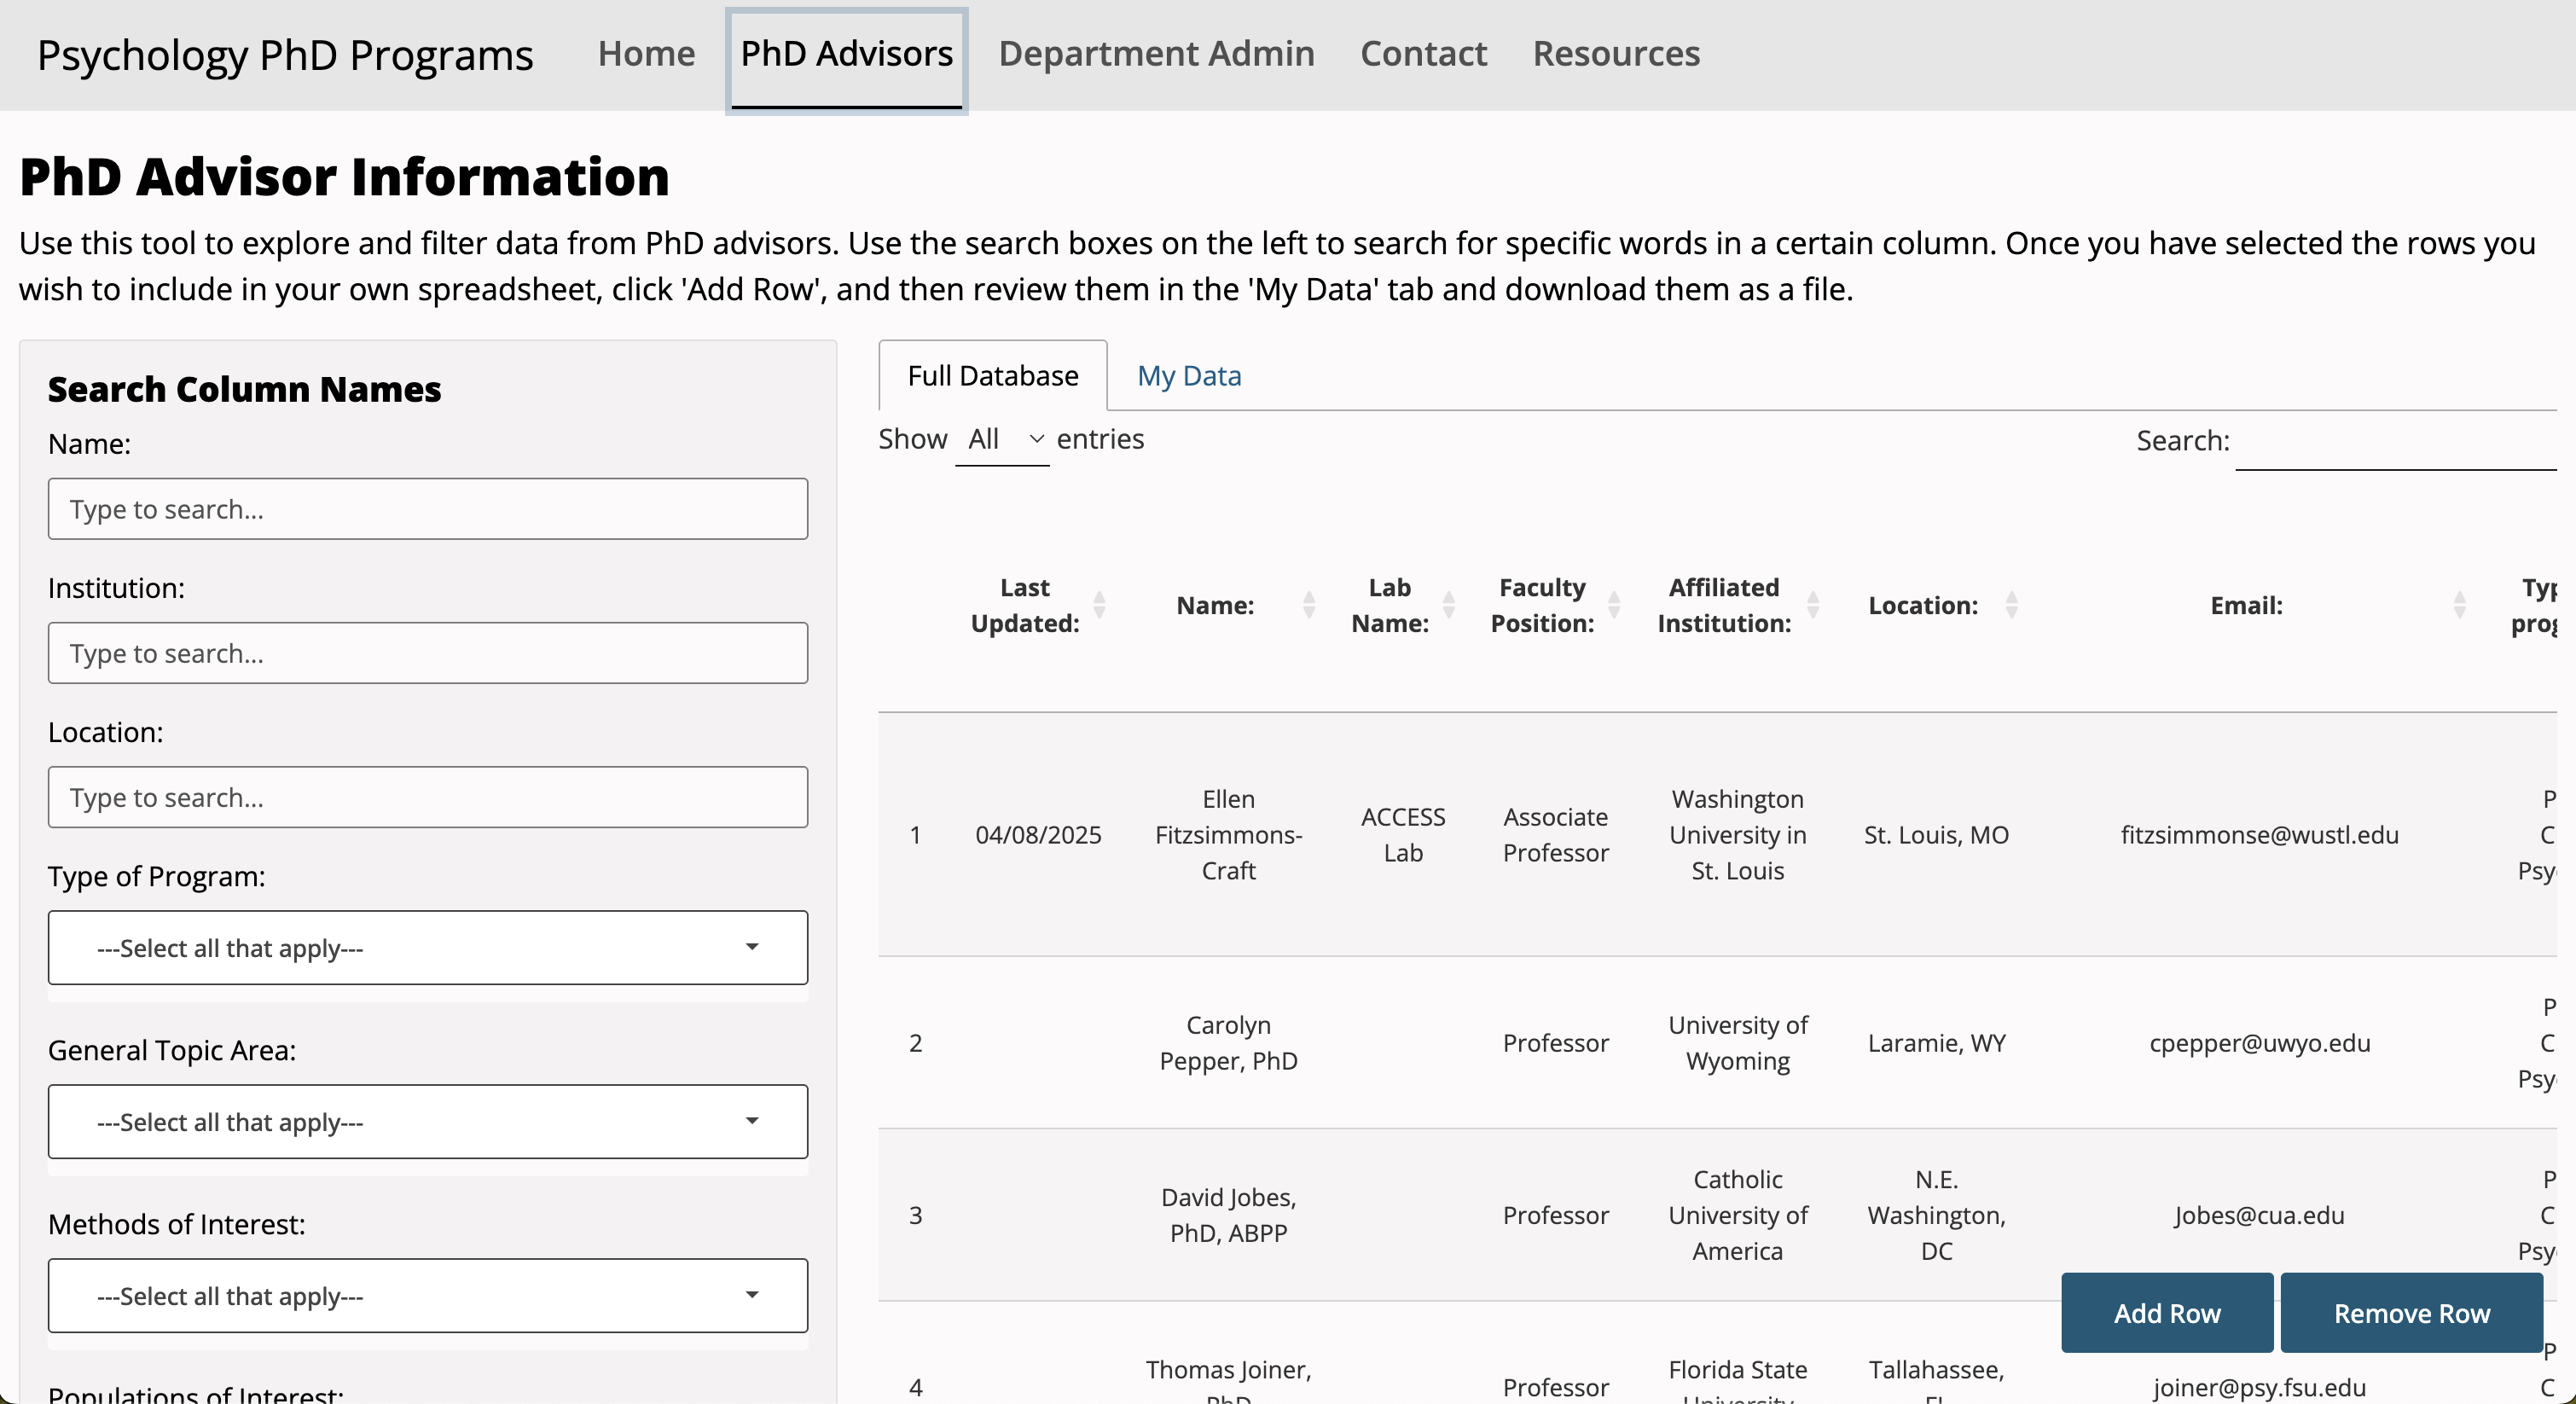 Psychology PhD Programs Home PhD Advisors Department Admin Contact Resources
PhD Advisor Information
Use this tool to explore and filter data from PhD advisors. Use the search boxes on the left to search for specific words in a certain column. Once you have selected the rows you
wish to include in your own spreadsheet, click 'Add Row', and then review them in the 'My Data' tab and download them as a file.
Search Column Names
Name:
Type to search...
Institution:
Type to search...
Location:
Type to search...
Type of Program:
---Select all that apply---
General Topic Area:
---Select all that apply---
Methods of Interest:
---Select all that apply---
Populations of Interest:
Full Database My Data
Show All entries Search:
Last
Updated:
Name:
Lab
Name:
Faculty
Position:
Affiliated
Institution:
Location:
Email:
1
04/08/2025
Ellen
Fitzsimmons-
Craft
ACCESS
Lab
Associate
Professor
Washington
University in
St. Louis
St. Louis, MO
fitzsimmonse@wustl.edu
2
Carolyn
Pepper, PhD
Professor
University of
Wyoming
Laramie, WY
cpepper@uwyo.edu
3
David Jobes,
PhD, ABPP
Professor
Catholic
University of
America
N.E.
Washington,
DC
Jobes@cua.edu
4
Thomas Joiner,
PhD
Professor
Florida State
University
Tallahassee,
FL
joiner@psy.fsu.edu
Add Row Remove Row